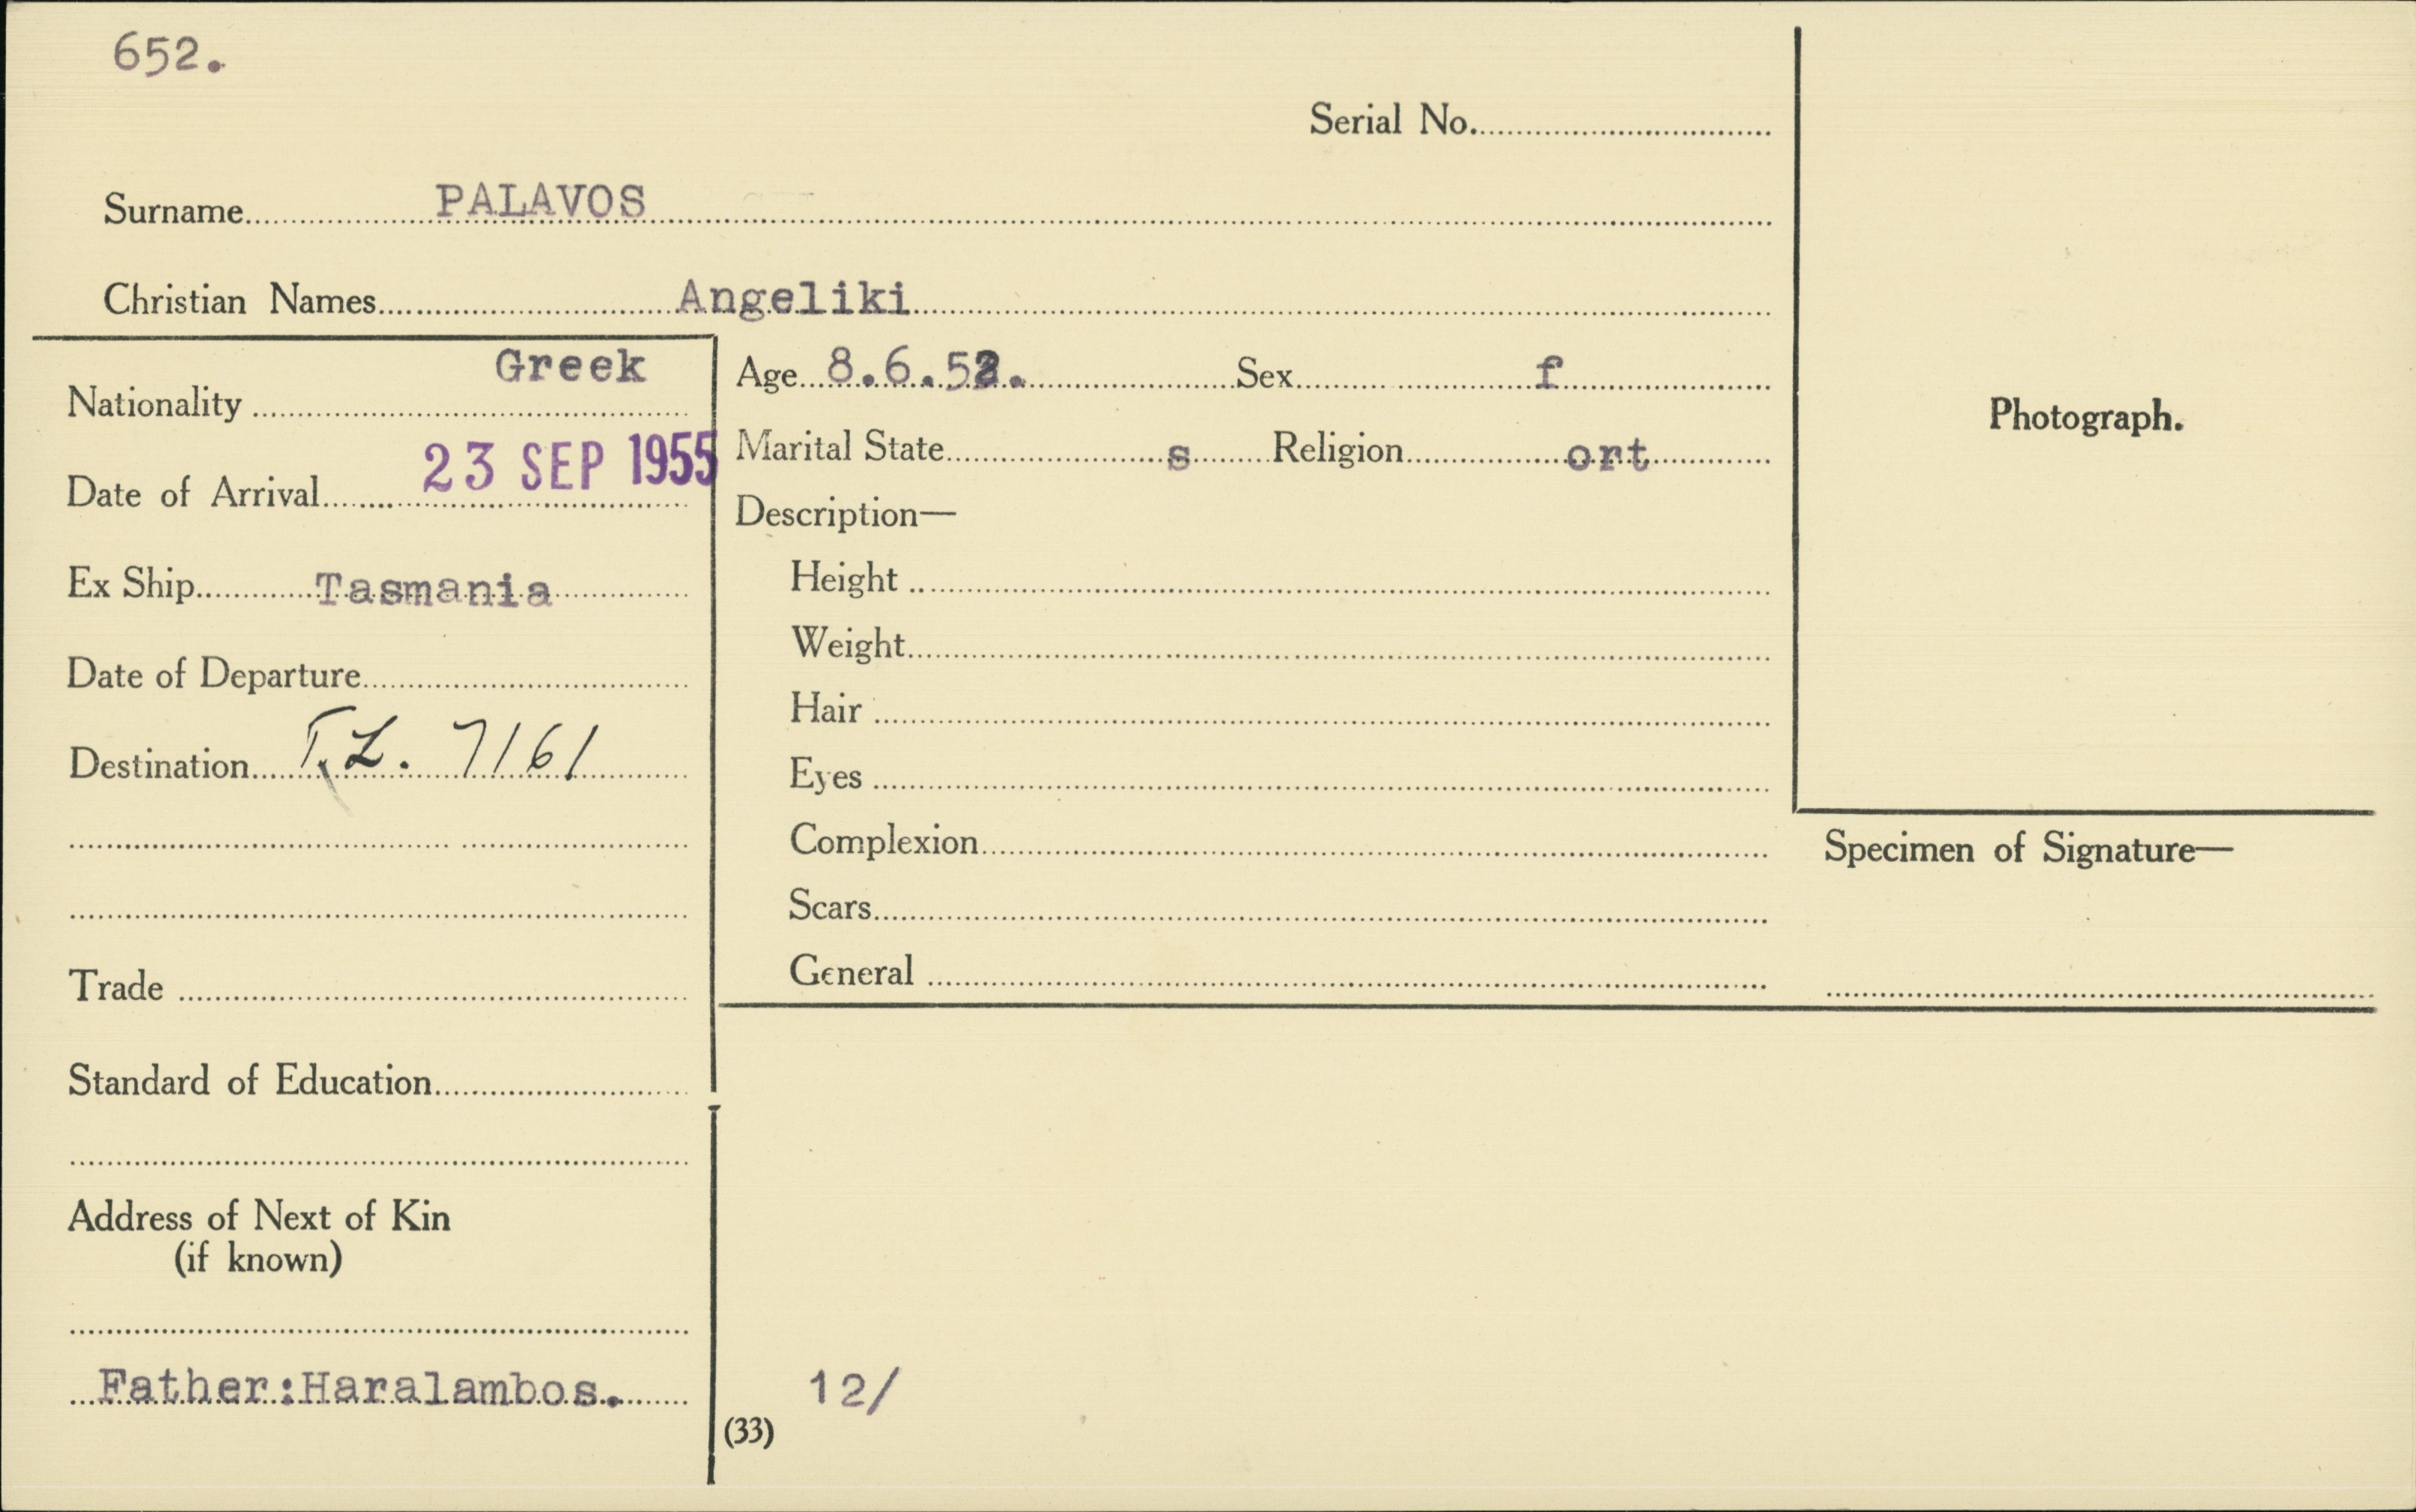 652.
Serial No.
Surname PALAVOS
Christian Names Angeliki
Nationality Greek
Date of Arrival 23 SEP 1955
Ex Ship Tasmania
Date of Departure
Destination T.L. 7161
Trade
Standard of Education
Address of Next of Kin
(if known)
Father:Haralambos.
Age 8.6. Sex f
Marital State s Religion ort
Description—
Height
Weight
Hair
Eyes
Complexion
Scars
General
12/
(33)
Photograph.
Specimen of Signature—